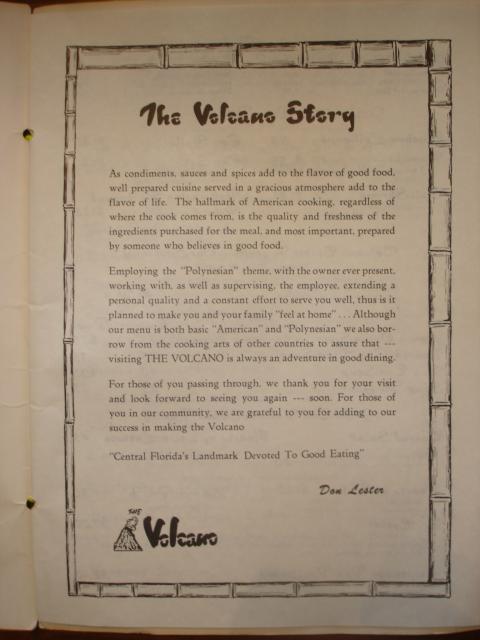 The Volcano Story
As condiments, sauces and spices add to the flavor of good food,
well prepared cuisine served in a gracious atmosphere add to the
flavor of life. The hallmark of American cooking, regardless of
where the cook comes from, is the quality and freshness of the
ingredients purchased for the meal, and most important, prepared
by someone who believes in good food.
Employing the "Polynesian" theme, with the owner ever present,
working with, as well as supervising, the employee, extending a
personal quality and a constant effort to serve you well, thus is it
planned to make you and your family "feel at home" . . . Although
our menu is both basic "American" and "Polynesian" we also bor-
row from the cooking arts of other countries to assure that ---
visiting THE VOLCANO is always an adventure in good dining.
For those of you passing through, we thank you for your visit
and look forward to seeing you again --- soon. For those of
you in our community, we are grateful to you for adding to our
success in making the Volcano
"Central Florida's Landmark Devoted To Good Eating"
Don Lester
THE
Volcano